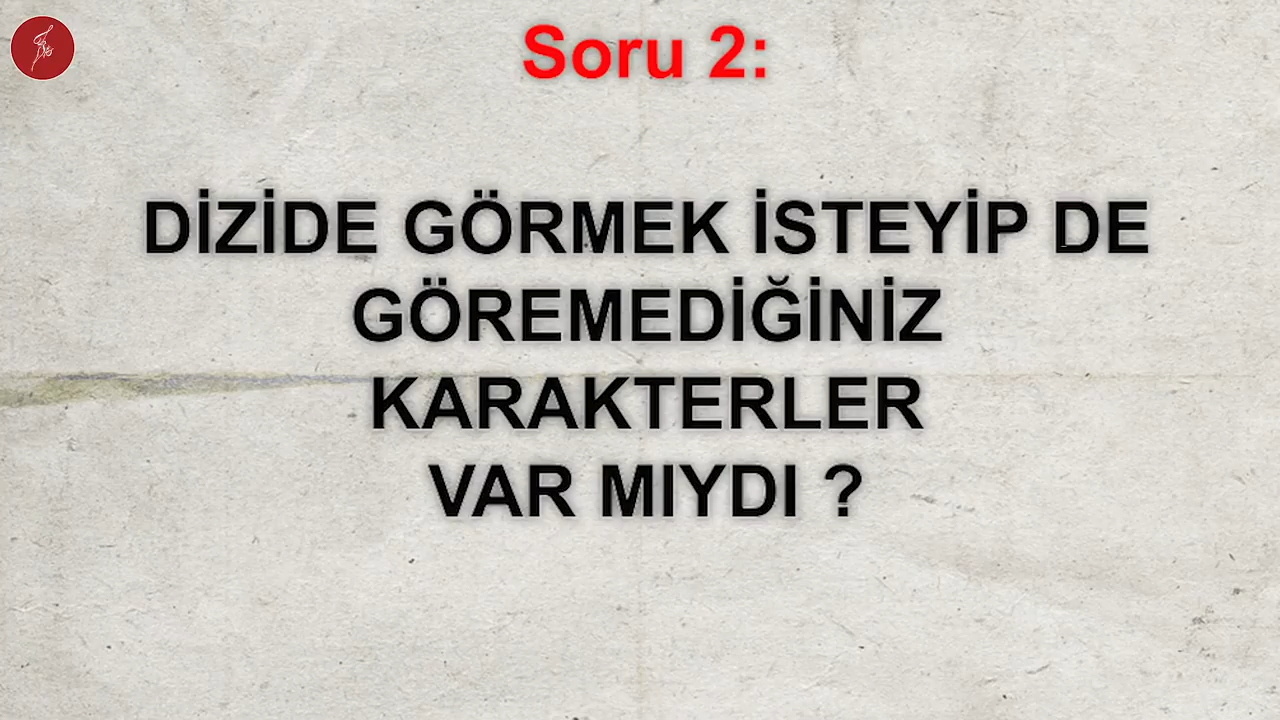 Soru 2:
DİZİDE GÖRMEK İSTEYİP DE
GÖREMEDİĞİNİZ
KARAKTERLER
VAR MIYDI ?